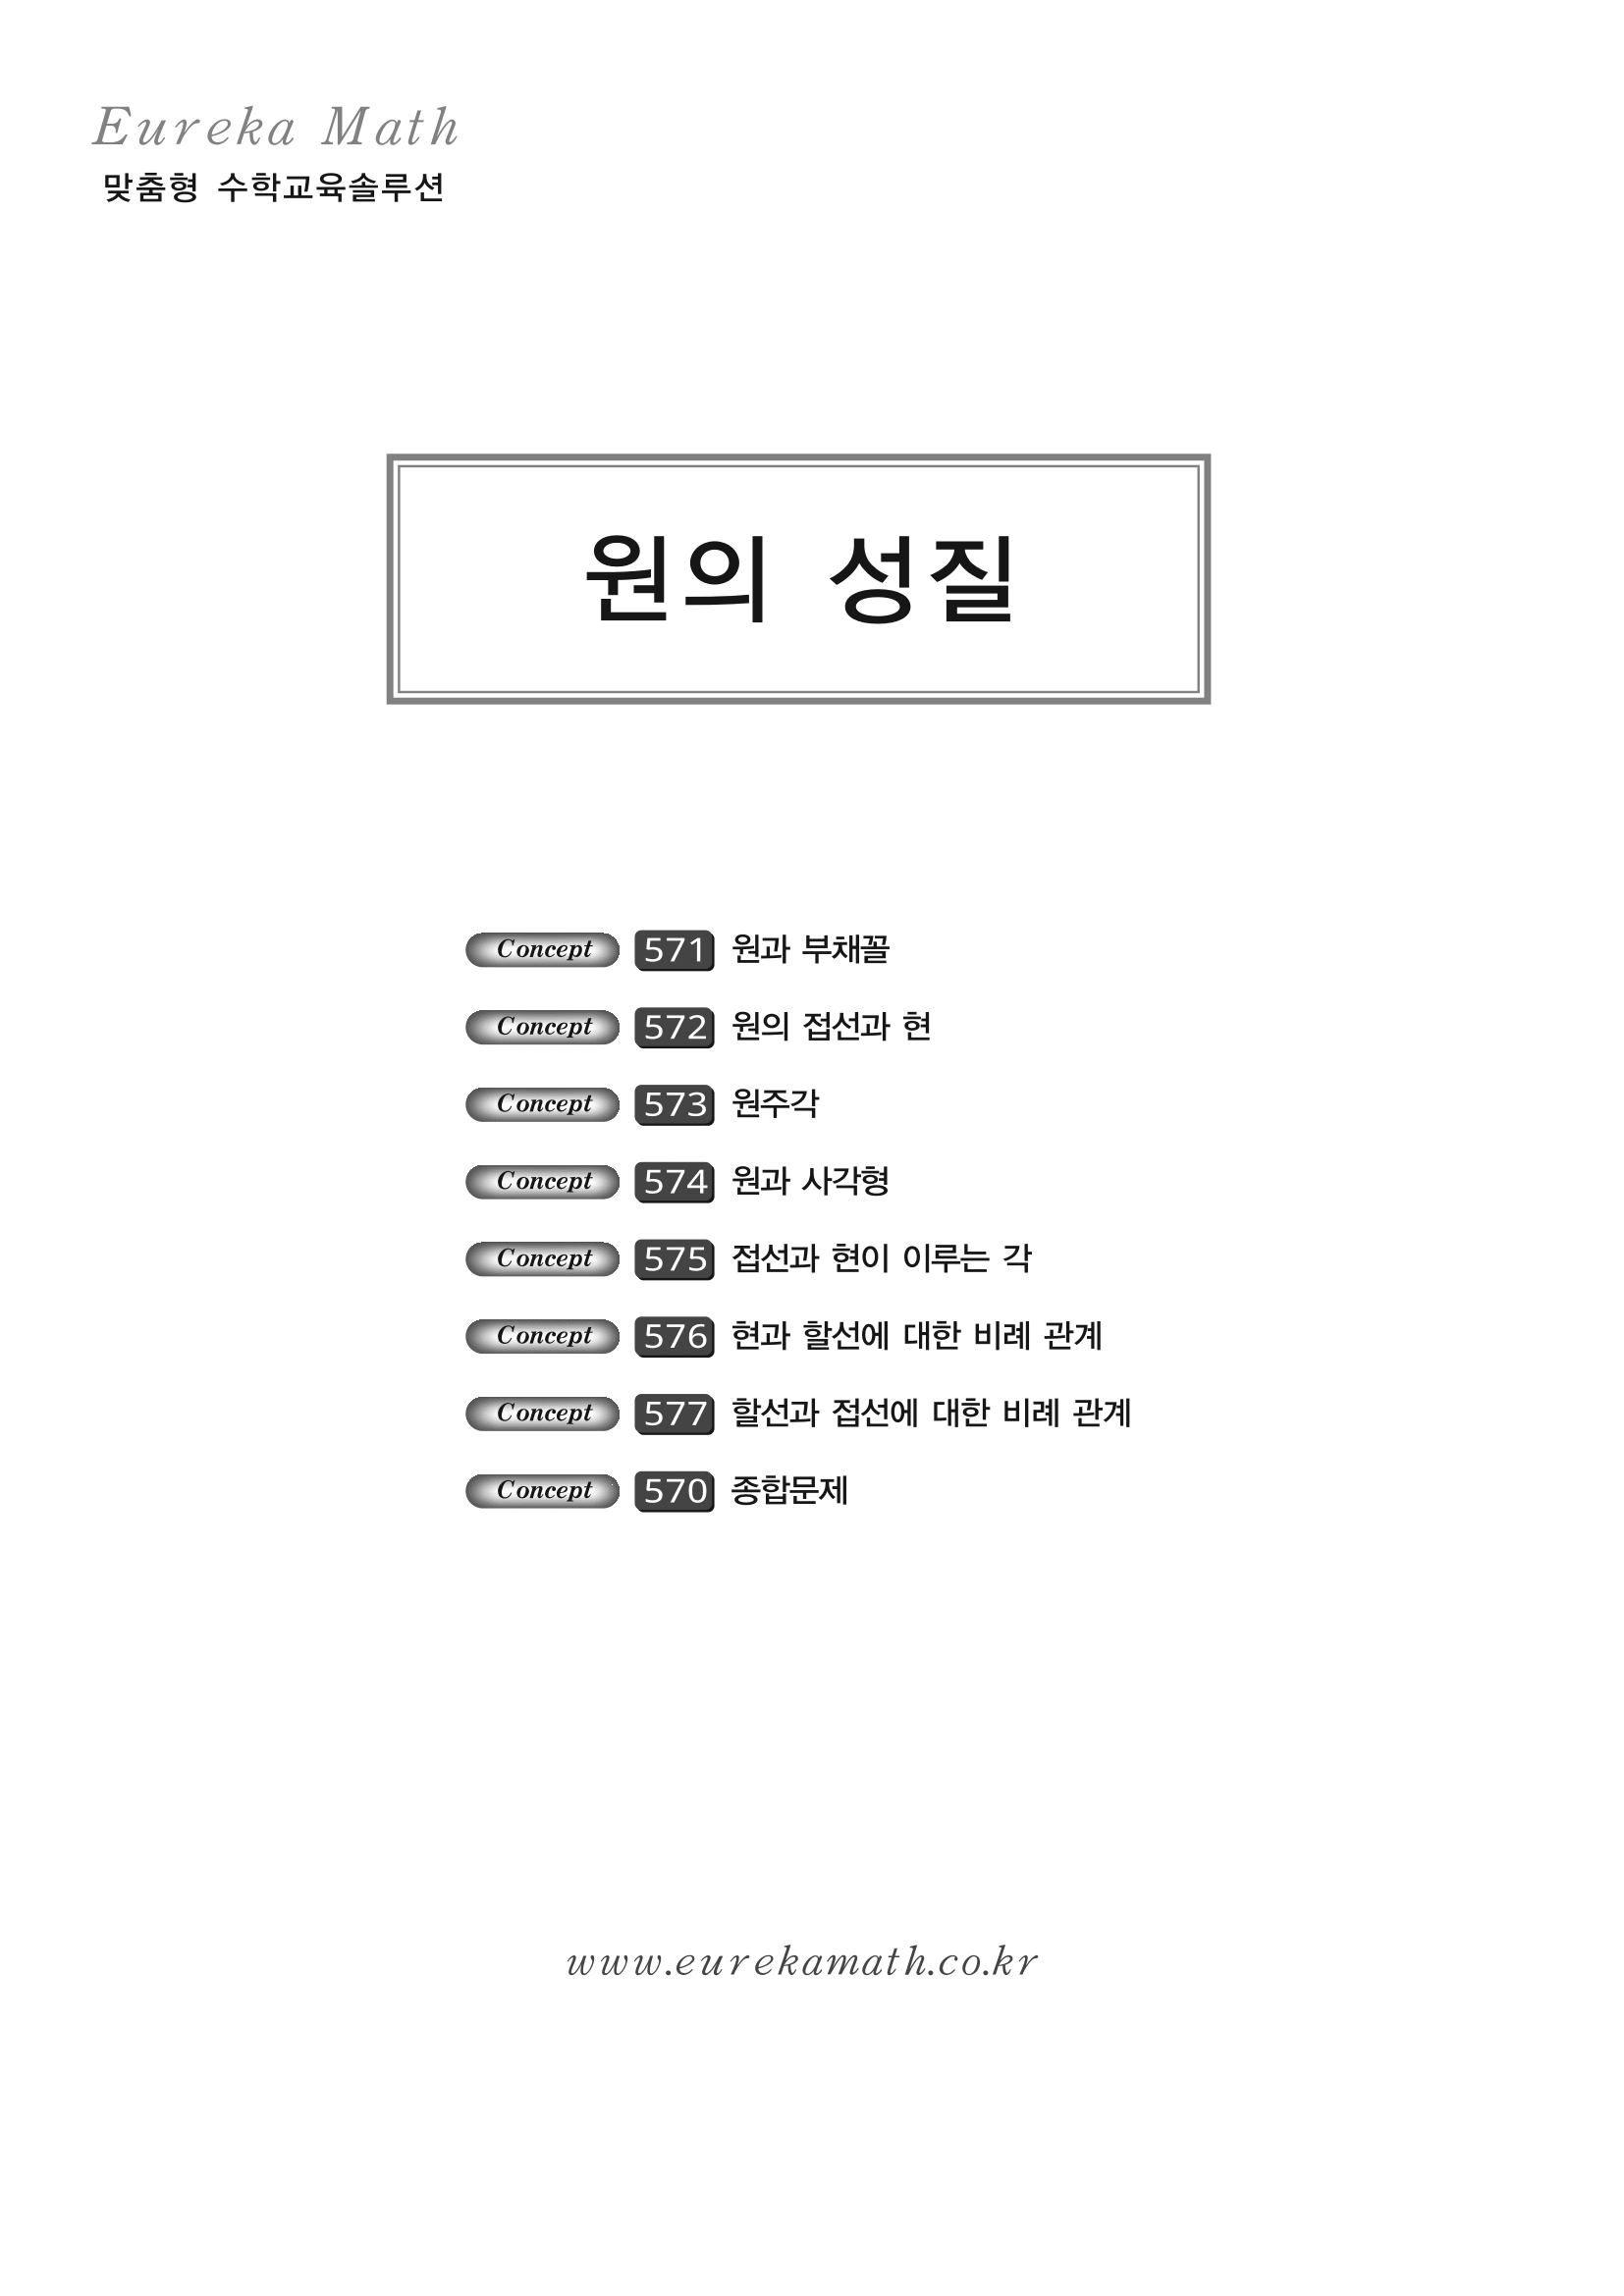 Eureka Math
맞춤형 수학교육솔루션
원의 성질
Concept 571 원과 부채꼴
Concept 572 원의 접선과 현
Concept 573 원주각
Concept 574 원과 사각형
Concept 575 접선과 현이 이루는 각
Concept 576 현과 할선에 대한 비례 관계
Concept 577 할선과 접선에 대한 비례 관계
Concept 570 종합문제
www.eurekamath.co.kr